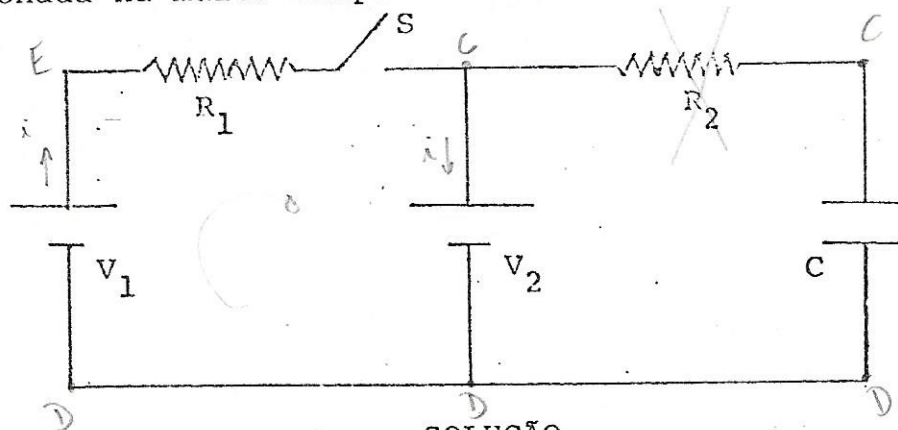 S
E C C
R1 R2
i i
V1 V2 C
D D D
SOLUÇÃO